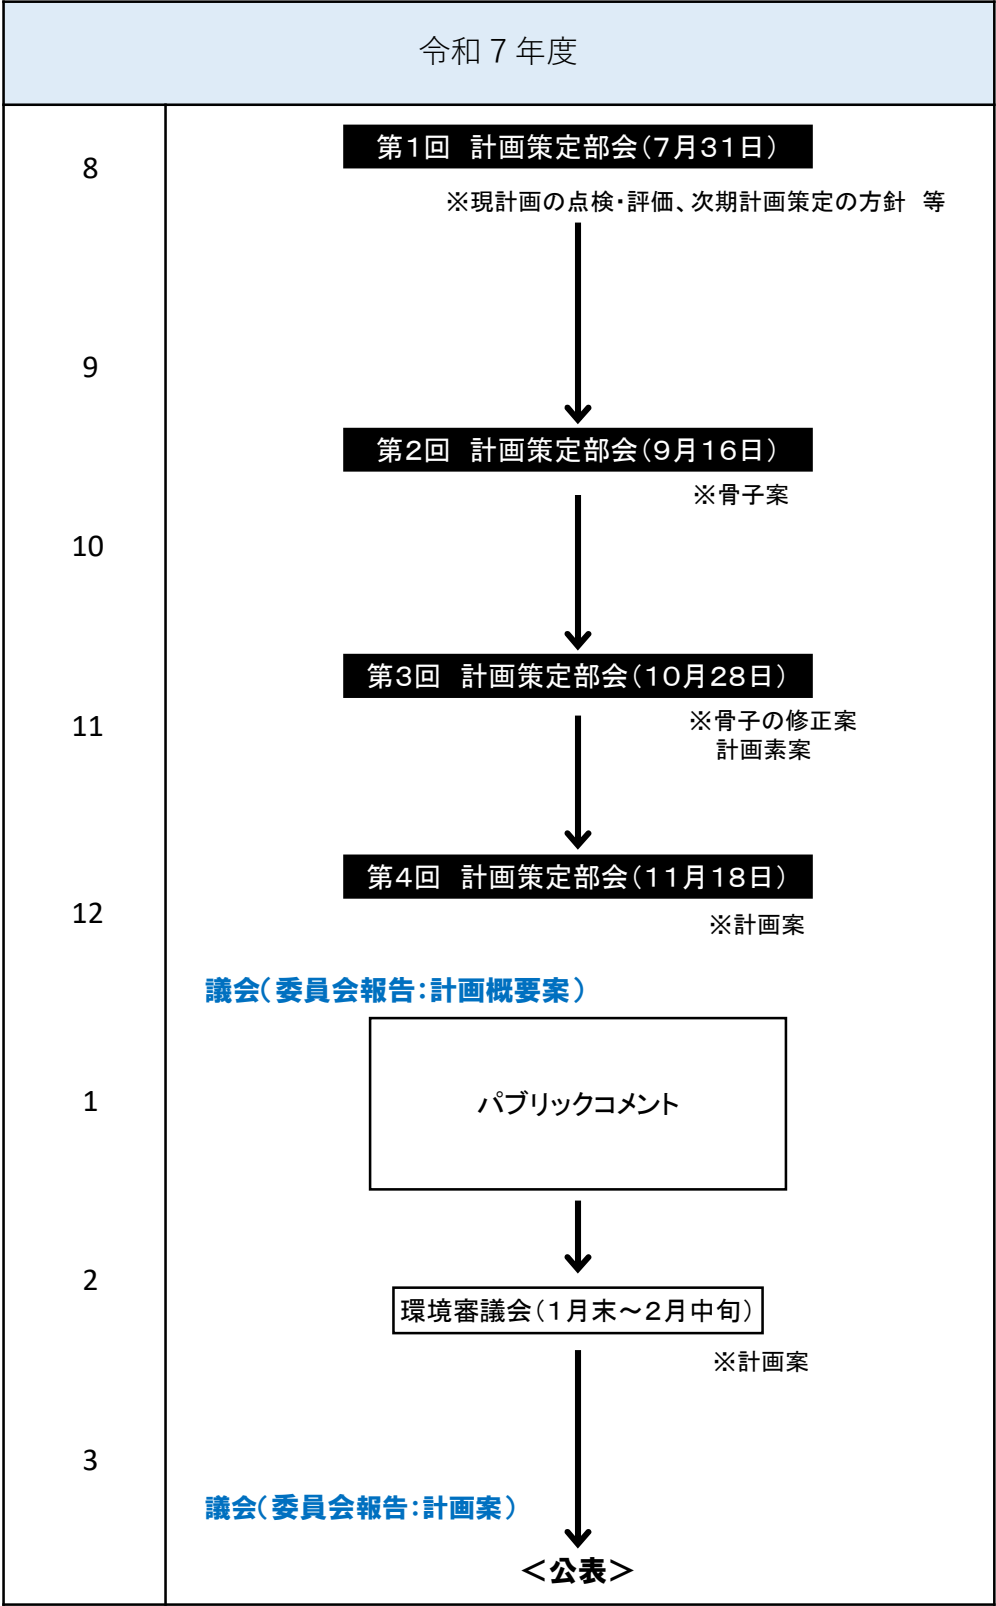 令和７年度
8
第１回　計画策定部会（７月３１日）
※現計画の点検・評価、次期計画策定の方針　等
9
第２回　計画策定部会（９月１６日）
※骨子案
10
第３回　計画策定部会（１０月２８日）
※骨子の修正案
計画素案
11
第４回　計画策定部会（１１月１８日）
※計画案
12
議会（委員会報告：計画概要案）
パブリックコメント
1
2
環境審議会（１月末～２月中旬）
※計画案
3
議会（委員会報告：計画案）
＜公表＞